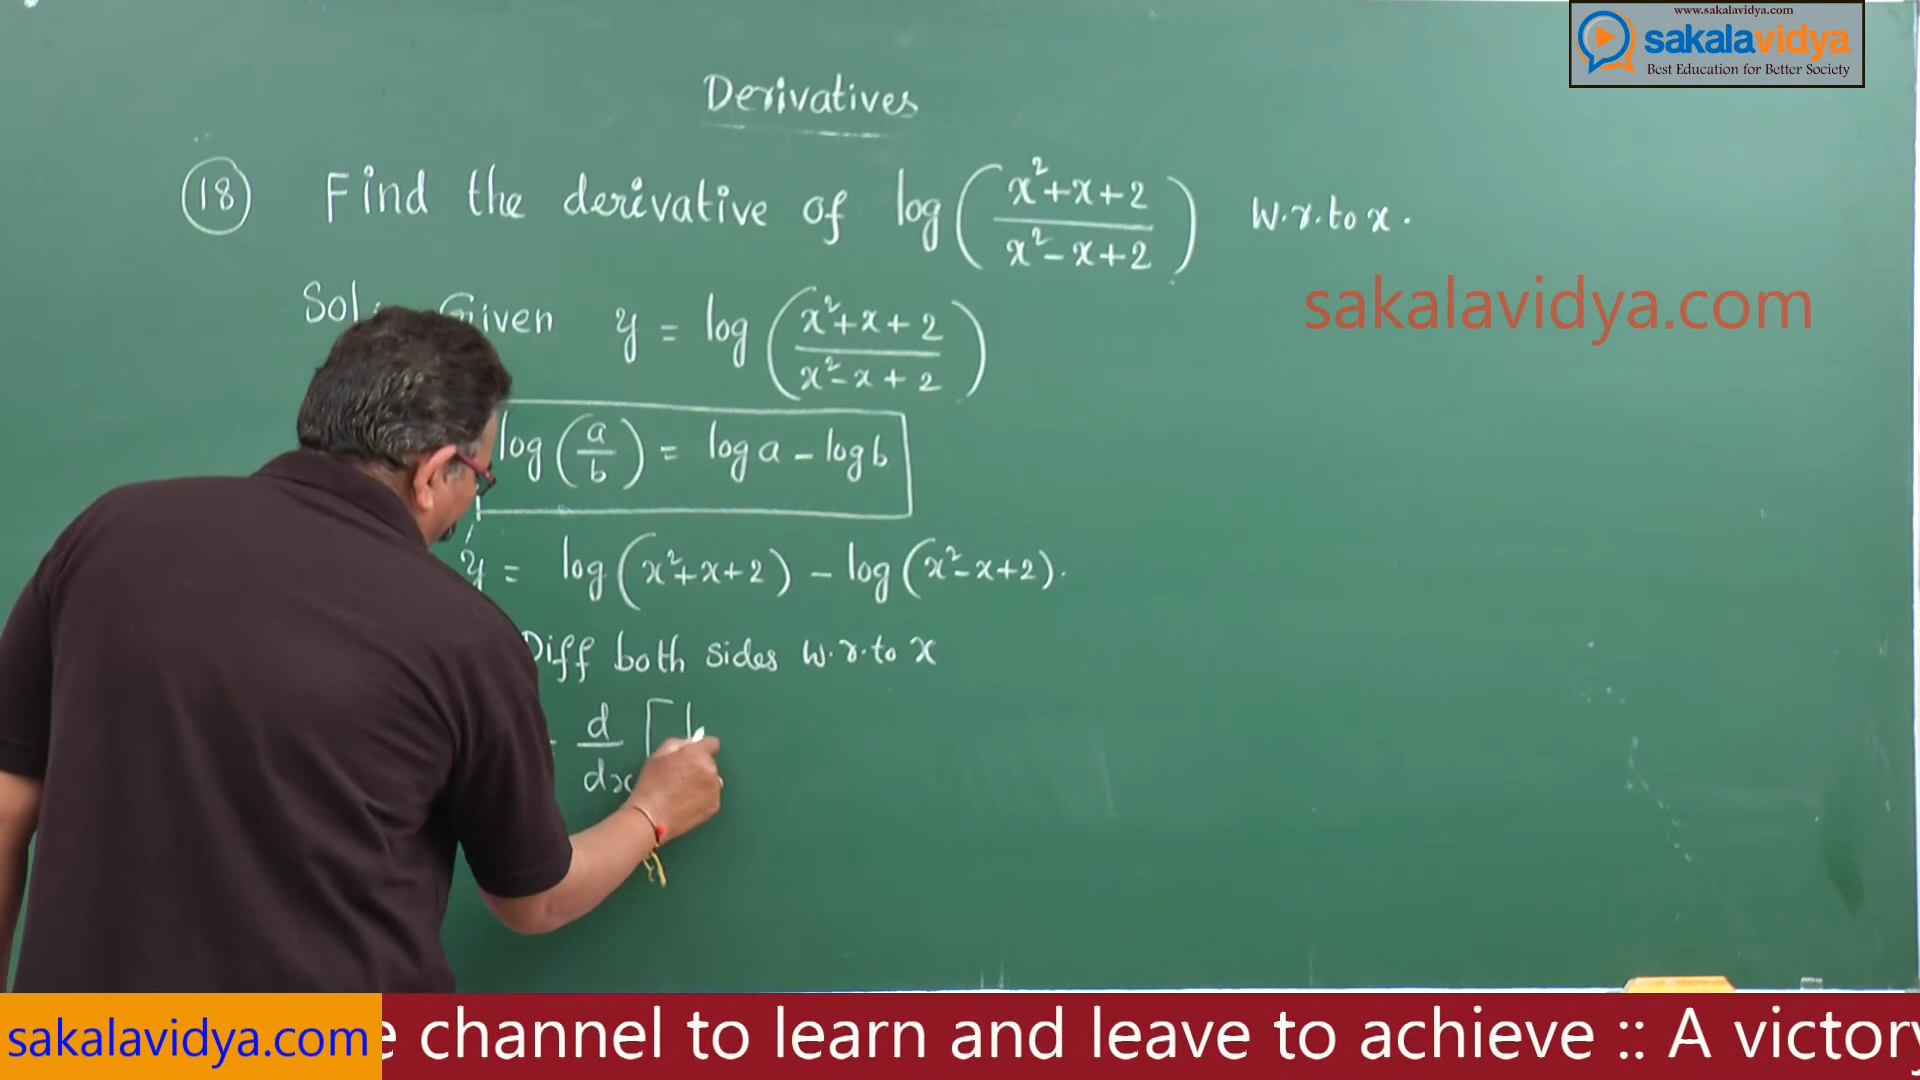 www.sakalavidya.com
sakalavidya
Best Education for Better Society
Derivatives
18 Find the derivative of log((x²+x+2)/(x²-x+2)) w.r.to x.
sakalavidya.com
Sol Given y = log((x²+x+2)/(x²-x+2))
log(a/b) = log a - log b
y = log(x²+x+2) - log(x²-x+2).
Diff both sides w.r.to x
d/dx [
sakalavidya.com
channel to learn and leave to achieve :: A victory